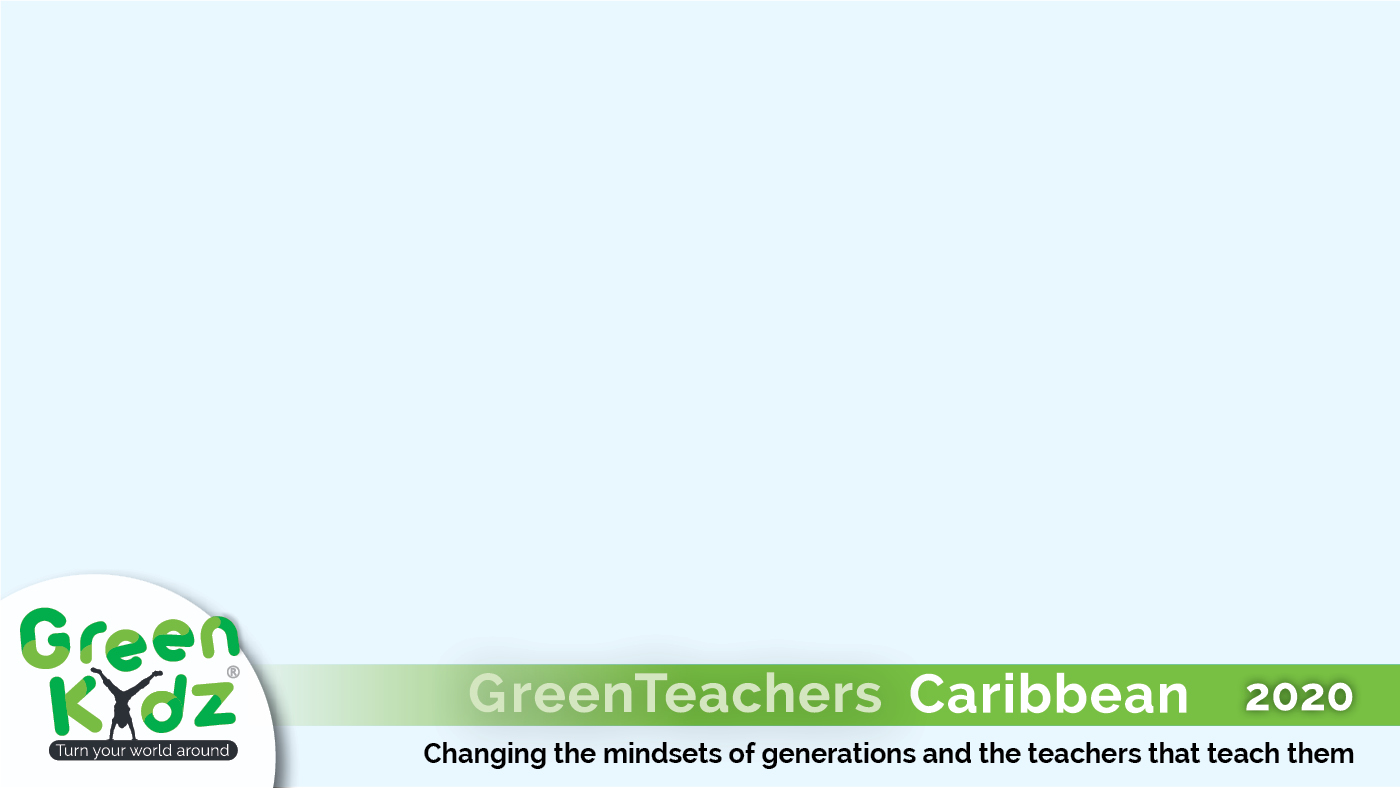 Green
Kydz®
Turn your world around
GreenTeachers Caribbean 2020
Changing the mindsets of generations and the teachers that teach them